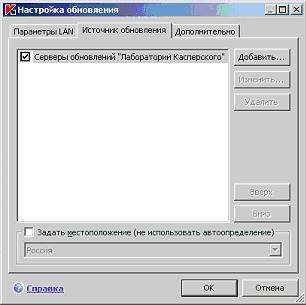 Настройка обновления
Параметры LAN
Источник обновления
Дополнительно
Серверы обновлений "Лаборатории Касперского"
Добавить...
Изменить...
Удалить
Вверх
Вниз
Задать местоположение (не использовать автоопределение)
Россия
Справка
OK
Отмена